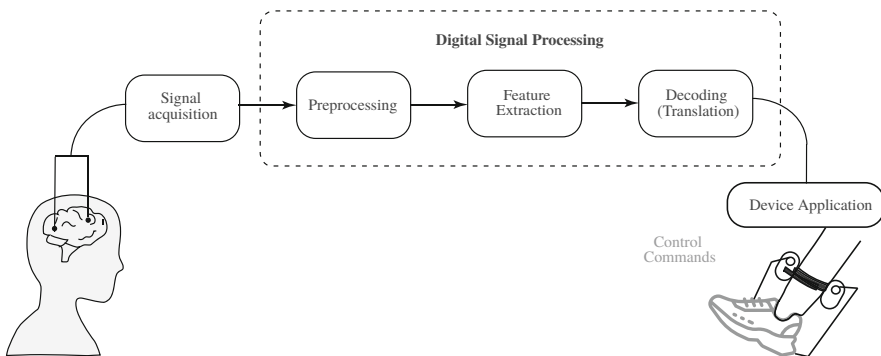 Digital Signal Processing
Signal
acquisition
Preprocessing
Feature
Extraction
Decoding
(Translation)
Device Application
Control
Commands